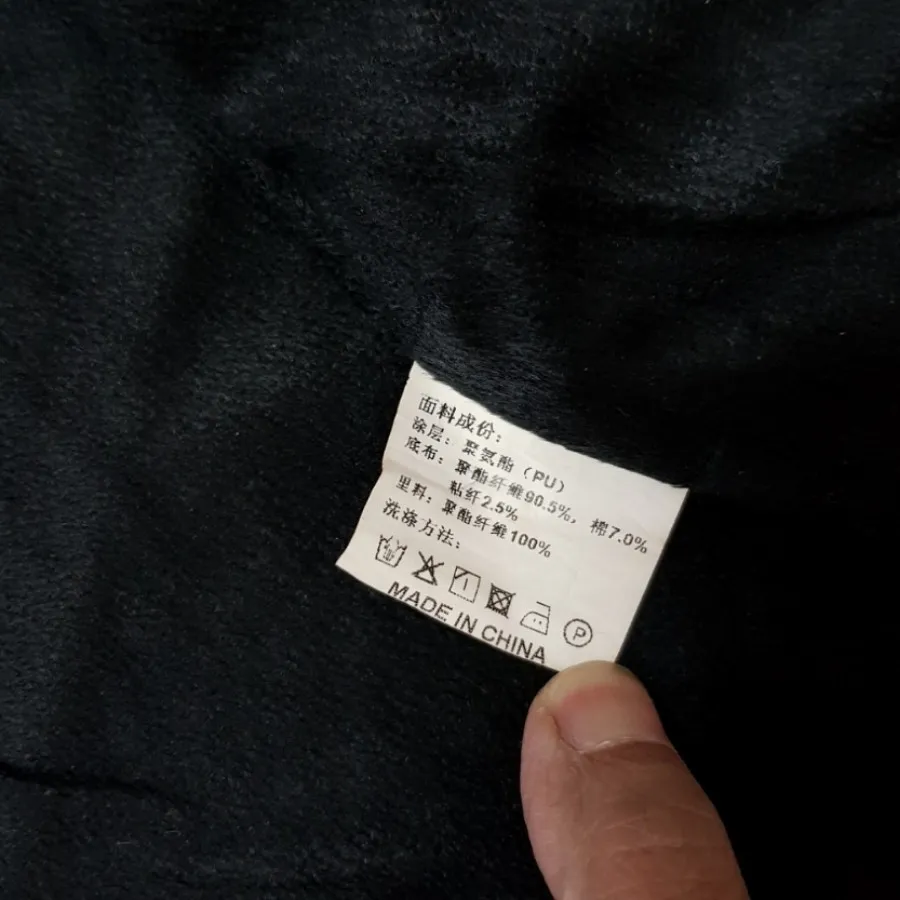 面料成份：
涂层：聚氨酯（PU）
底布：聚酯纤维90.5%，棉7.0%
粘纤2.5%
里料：聚酯纤维100%
洗涤方法：
P
MADE IN CHINA